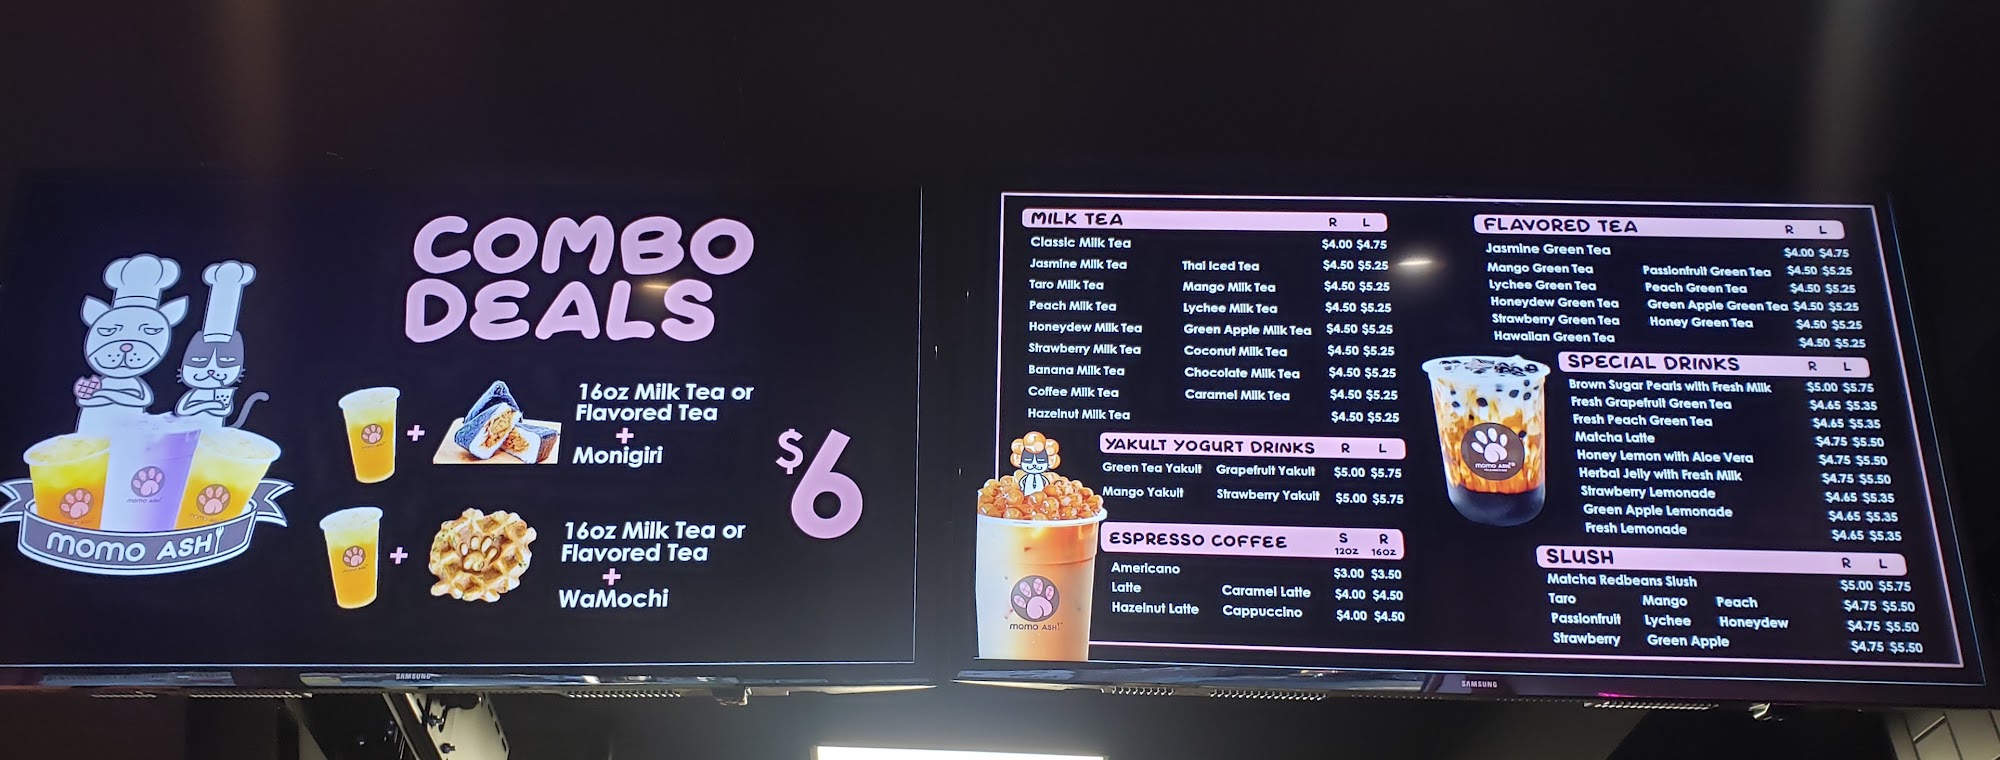 COMBO
DEALS
16oz Milk Tea or
Flavored Tea
+
Monigiri
+
$6
16oz Milk Tea or
Flavored Tea
+
WaMochi
+
momo ASH
momo ASH!
SAMSUNG
MILK TEA R L
Classic Milk Tea $4.00 $4.75
Jasmine Milk Tea Thai Iced Tea $4.50 $5.25
Taro Milk Tea Mango Milk Tea $4.50 $5.25
Peach Milk Tea Lychee Milk Tea $4.50 $5.25
Honeydew Milk Tea Green Apple Milk Tea $4.50 $5.25
Strawberry Milk Tea Coconut Milk Tea $4.50 $5.25
Banana Milk Tea Chocolate Milk Tea $4.50 $5.25
Coffee Milk Tea Caramel Milk Tea $4.50 $5.25
Hazelnut Milk Tea $4.50 $5.25
YAKULT YOGURT DRINKS R L
Green Tea Yakult Grapefruit Yakult $5.00 $5.75
Mango Yakult Strawberry Yakult $5.00 $5.75
ESPRESSO COFFEE S 12OZ R 16OZ
Americano $3.00 $3.50
Latte Caramel Latte $4.00 $4.50
Hazelnut Latte Cappuccino $4.00 $4.50
momo ASH!
FLAVORED TEA R L
Jasmine Green Tea $4.00 $4.75
Mango Green Tea Passionfruit Green Tea $4.50 $5.25
Lychee Green Tea Peach Green Tea $4.50 $5.25
Honeydew Green Tea Green Apple Green Tea $4.50 $5.25
Strawberry Green Tea Honey Green Tea $4.50 $5.25
Hawaiian Green Tea $4.50 $5.25
SPECIAL DRINKS R L
Brown Sugar Pearls with Fresh Milk $5.00 $5.75
Fresh Grapefruit Green Tea $4.65 $5.35
Fresh Peach Green Tea $4.65 $5.35
Matcha Latte $4.75 $5.50
Honey Lemon with Aloe Vera $4.75 $5.50
Herbal Jelly with Fresh Milk $4.75 $5.50
Strawberry Lemonade $4.65 $5.35
Green Apple Lemonade $4.65 $5.35
Fresh Lemonade $4.65 $5.35
momo ASH!
SLUSH R L
Matcha Redbeans Slush $5.00 $5.75
Taro Mango Peach $4.75 $5.50
Passionfruit Lychee Honeydew $4.75 $5.50
Strawberry Green Apple $4.75 $5.50
SAMSUNG